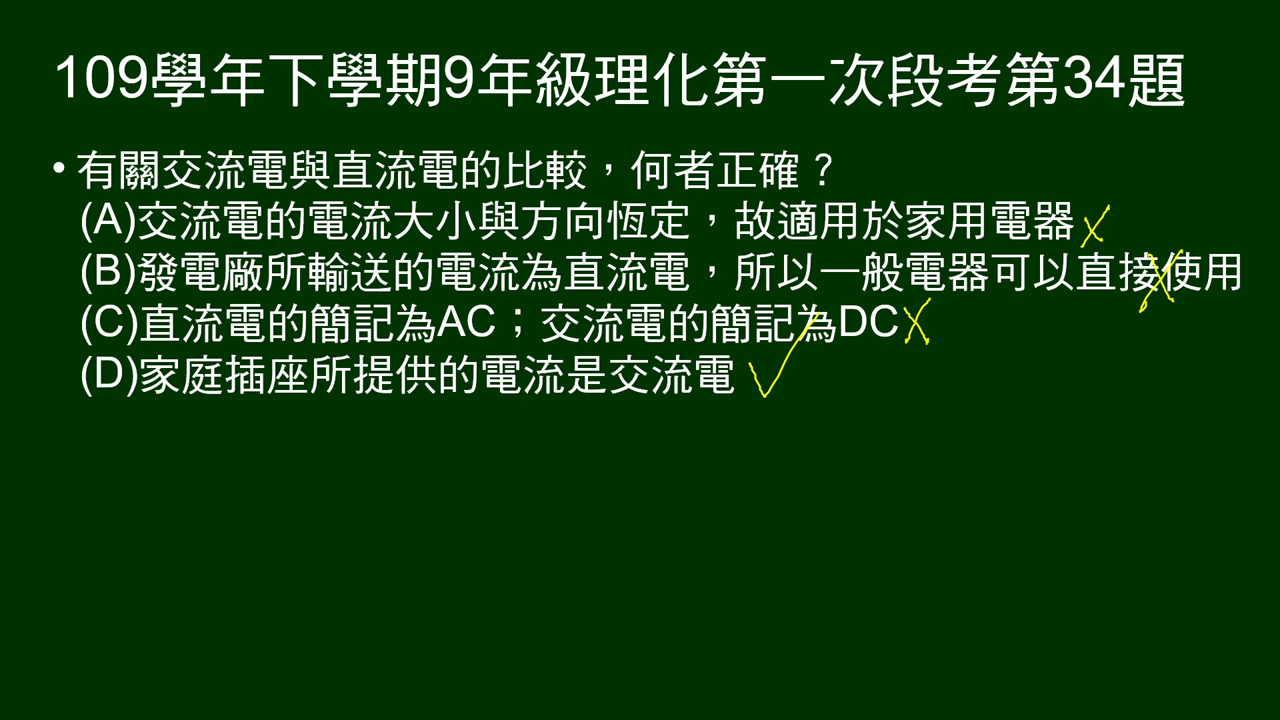 109學年下學期9年級理化第一次段考第34題
• 有關交流電與直流電的比較，何者正確？
(A)交流電的電流大小與方向恆定，故適用於家用電器
(B)發電廠所輸送的電流為直流電，所以一般電器可以直接使用
(C)直流電的簡記為AC；交流電的簡記為DC
(D)家庭插座所提供的電流是交流電